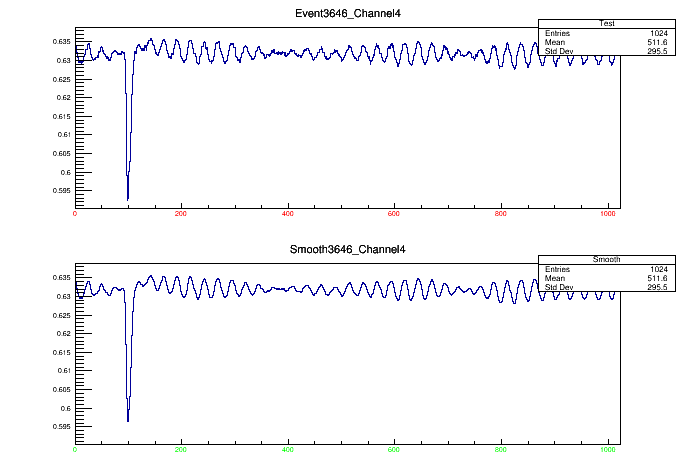 Event3646_Channel4
Test
Entries 1024
Mean 511.6
Std Dev 295.5
0.635
0.63
0.625
0.62
0.615
0.61
0.605
0.6
0.595
0 200 400 600 800 1000
Smooth3646_Channel4
Smooth
Entries 1024
Mean 511.6
Std Dev 295.5
0.635
0.63
0.625
0.62
0.615
0.61
0.605
0.6
0.595
0 200 400 600 800 1000